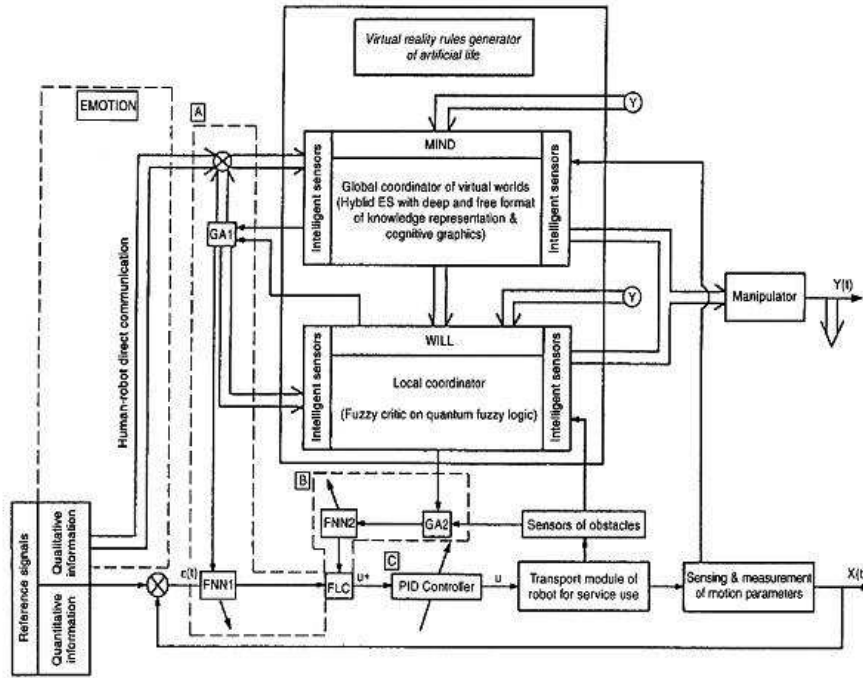 Virtual reality rules generator
of artificial life
EMOTION
A
Y
MIND
Intelligent sensors
Global coordinator of virtual worlds
(Hyblid ES with deep and free format
of knowledge representation &
cognitive graphics)
Intelligent sensors
GA1
Human-robot direct communication
Manipulator
Y(t)
Y
WILL
Intelligent sensors
Local coordinator
(Fuzzy critic on quantum fuzzy logic)
Intelligent sensors
B
FNN2
GA2
Sensors of obstacles
C
Reference signals
Qualitative
information
Quantitative
information
ε(t)
FNN1
FLC
u*
PID Controller
u
Transport module of
robot for service use
Sensing & measurement
of motion parameters
X(t